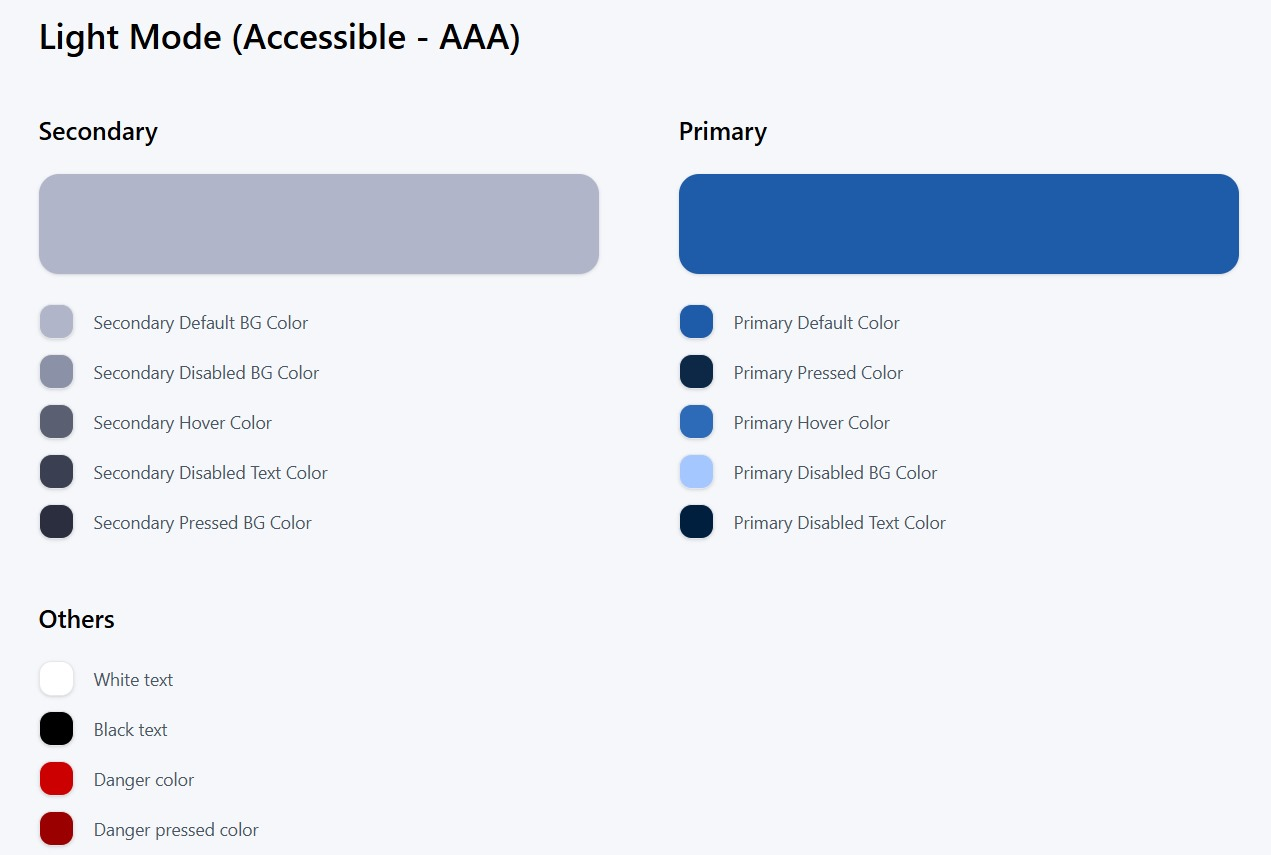 Light Mode (Accessible - AAA)
Secondary
Secondary Default BG Color
Secondary Disabled BG Color
Secondary Hover Color
Secondary Disabled Text Color
Secondary Pressed BG Color
Primary
Primary Default Color
Primary Pressed Color
Primary Hover Color
Primary Disabled BG Color
Primary Disabled Text Color
Others
White text
Black text
Danger color
Danger pressed color